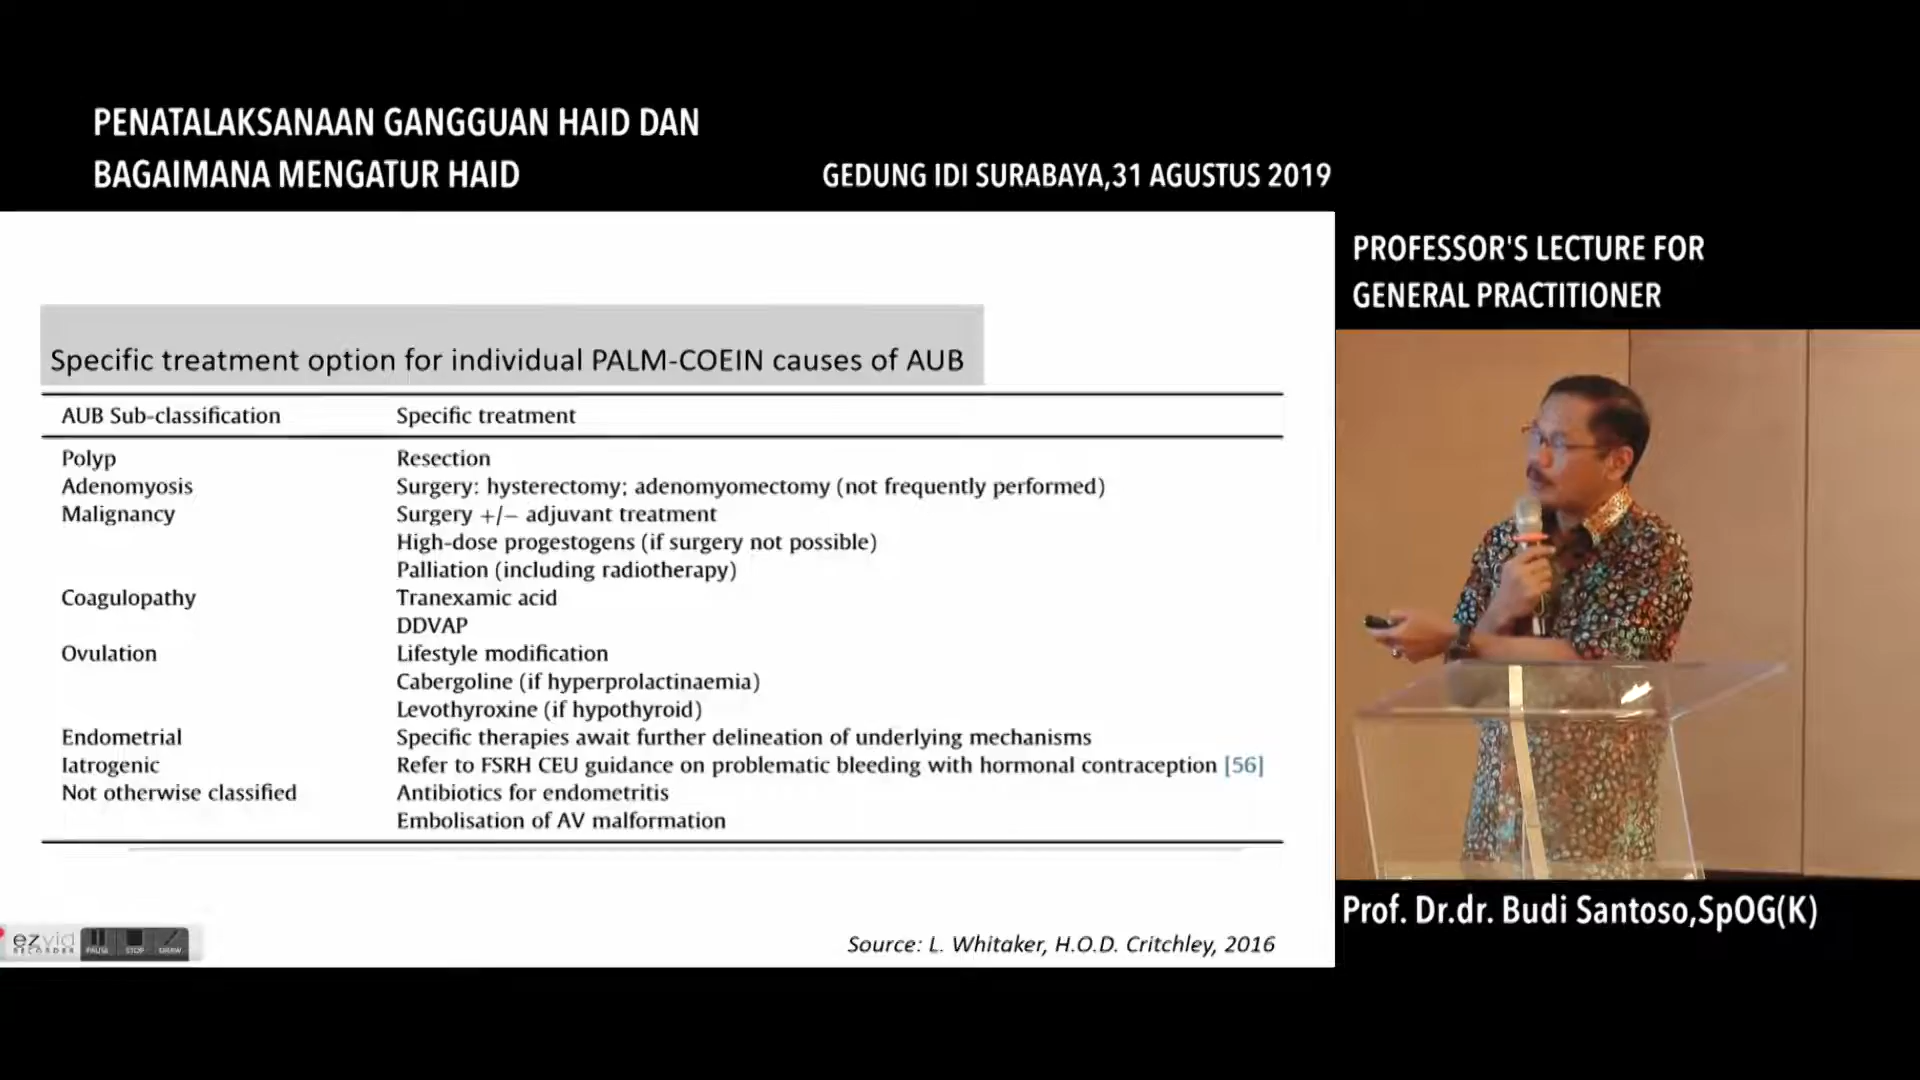 PENATALAKSANAAN GANGGUAN HAID DAN
BAGAIMANA MENGATUR HAID
GEDUNG IDI SURABAYA,31 AGUSTUS 2019
PROFESSOR'S LECTURE FOR
GENERAL PRACTITIONER
Specific treatment option for individual PALM-COEIN causes of AUB
AUB Sub-classification Specific treatment
Polyp Resection
Adenomyosis Surgery: hysterectomy; adenomyomectomy (not frequently performed)
Malignancy Surgery +/− adjuvant treatment
High-dose progestogens (if surgery not possible)
Palliation (including radiotherapy)
Coagulopathy Tranexamic acid
DDVAP
Ovulation Lifestyle modification
Cabergoline (if hyperprolactinaemia)
Levothyroxine (if hypothyroid)
Endometrial Specific therapies await further delineation of underlying mechanisms
Iatrogenic Refer to FSRH CEU guidance on problematic bleeding with hormonal contraception [56]
Not otherwise classified Antibiotics for endometritis
Embolisation of AV malformation
Source: L. Whitaker, H.O.D. Critchley, 2016
ezvid
RECORDER
PAUSE STOP DRAW
Prof. Dr.dr. Budi Santoso,SpOG(K)